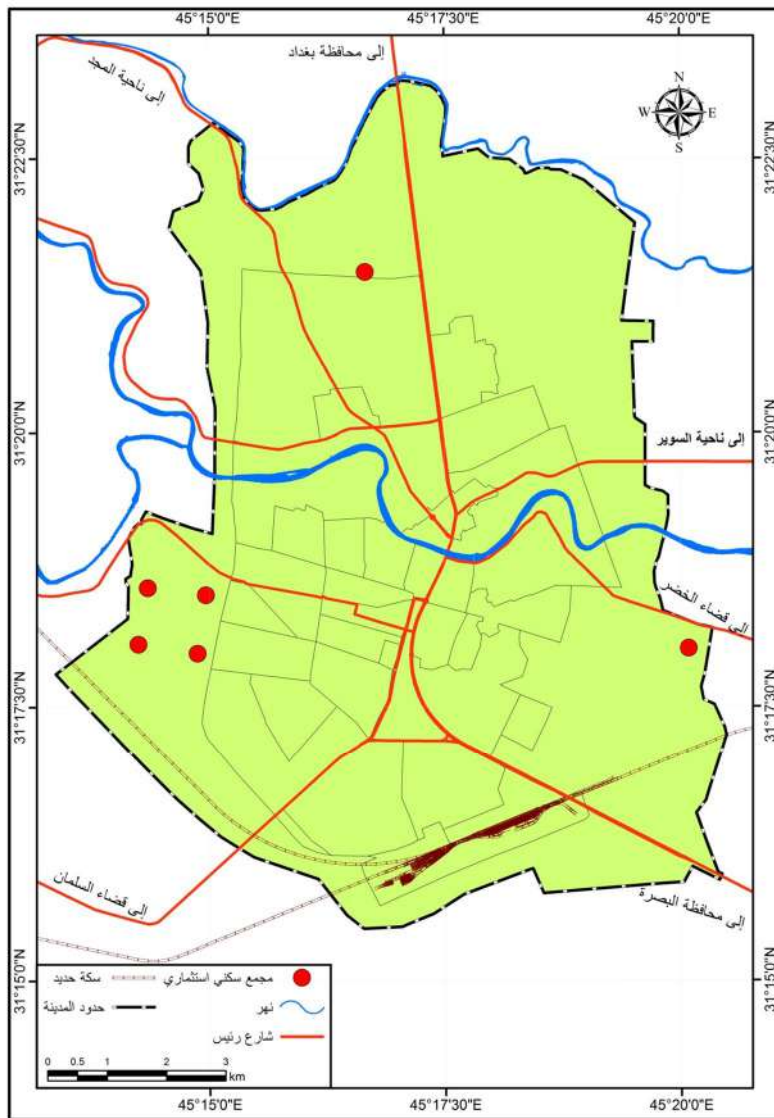 45°15'0"E
45°17'30"E
45°20'0"E
إلى محافظة بغداد
إلى ناحية المجد
N
W
E
S
31°22'30"N
31°22'30"N
31°20'0"N
31°20'0"N
إلى ناحية السوير
إلى قضاء الخضر
31°17'30"N
31°17'30"N
إلى قضاء السلمان
إلى محافظة البصرة
31°15'0"N
31°15'0"N
مجمع سكني استثماري
سكة حديد
نهر
حدود المدينة
شارع رئيس
0 0.5 1 2 3
km
45°15'0"E
45°17'30"E
45°20'0"E